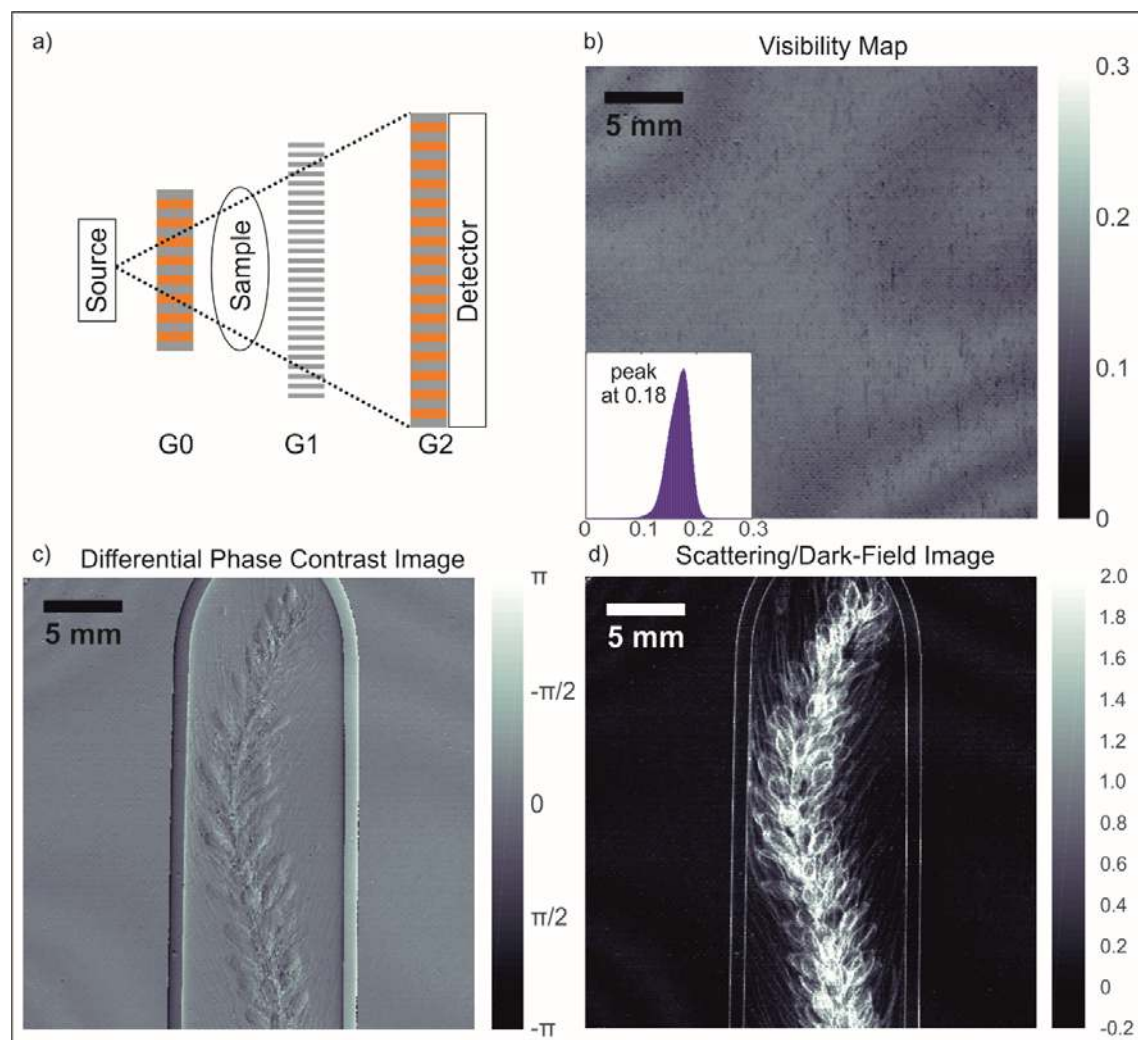 a)
Source
Sample
Detector
G0
G1
G2
b)
Visibility Map
5 mm
0.3
0.2
0.1
0
peak
at 0.18
0 0.1 0.2 0.3
c)
Differential Phase Contrast Image
5 mm
π
-π/2
0
π/2
-π
d)
Scattering/Dark-Field Image
5 mm
2.0
1.8
1.6
1.4
1.2
1.0
0.8
0.6
0.4
0.2
0
-0.2